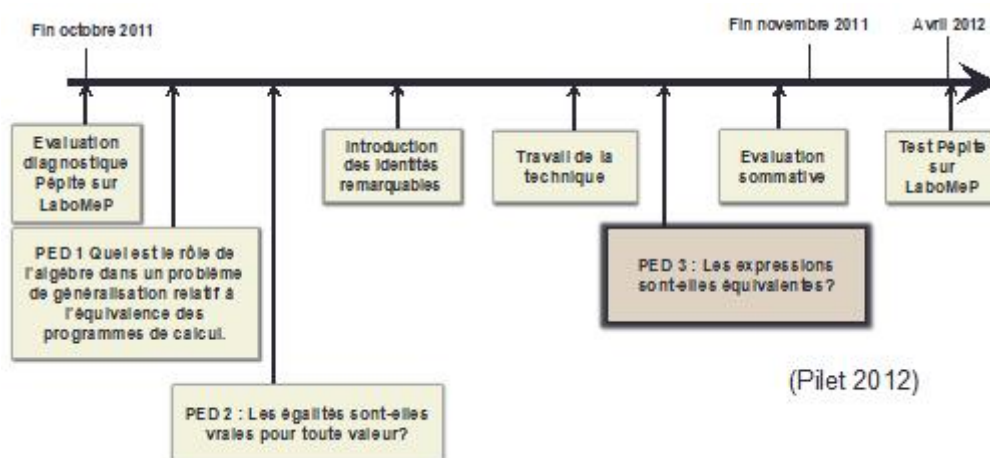 Fin octobre 2011
Fin novembre 2011
Avril 2012
Evaluation
diagnostique
Pépite sur
LaboMeP
Introduction
des identités
remarquables
Travail de la
technique
Evaluation
sommative
Test Pépite
sur
LaboMeP
PED 1 Quel est le rôle de
l'algèbre dans un problème
de généralisation relatif à
l'équivalence des
programmes de calcul.
PED 3 : Les expressions
sont-elles équivalentes ?
(Pilet 2012)
PED 2 : Les égalités sont-elles
vraies pour toute valeur?